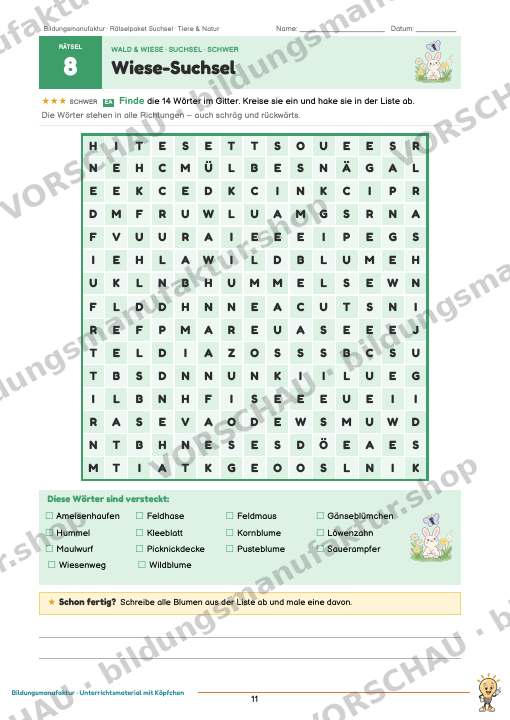 Bildungsmanufaktur · Rätselpaket Suchsel · Tiere & Natur Name: Datum:
RÄTSEL
8
WALD & WIESE · SUCHSEL · SCHWER
Wiese-Suchsel
★★★ SCHWER EA Finde die 14 Wörter im Gitter. Kreise sie ein und hake sie in der Liste ab.
Die Wörter stehen in alle Richtungen – auch schräg und rückwärts.
H I T E S E T T S O U E E S R
N E H C M Ü L B E S N Ä G A L
E E K C E D K C I N K C I P R
D M F R U W L U A M G S R N A
F V U U R A I E E E I P E G S
I E H L A W I L D B L U M E H
U K L N B H U M M E L S E W N
F L D D H N N E A C U T S N I
R E F P M A R E U A S E E E J
T E L D I A Z O S S S B C S U
T B S D N N U N K I I L U E G
I L B N H F I S E E E E U E I I
R A S E V A O D E W S M U W D
N T B H N E S E S D Ö E A E S
M T I A T K G E O O S L N I K
Diese Wörter sind versteckt:
☐ Ameisenhaufen ☐ Feldhase ☐ Feldmaus ☐ Gänseblümchen
☐ Hummel ☐ Kleeblatt ☐ Kornblume ☐ Löwenzahn
☐ Maulwurf ☐ Picknickdecke ☐ Pusteblume ☐ Sauerampfer
☐ Wiesenweg ☐ Wildblume
★ Schon fertig? Schreibe alle Blumen aus der Liste ab und male eine davon.
Bildungsmanufaktur · Unterrichtsmaterial mit Köpfchen
11
VORSCHAU · bildungsmanufaktur.shop